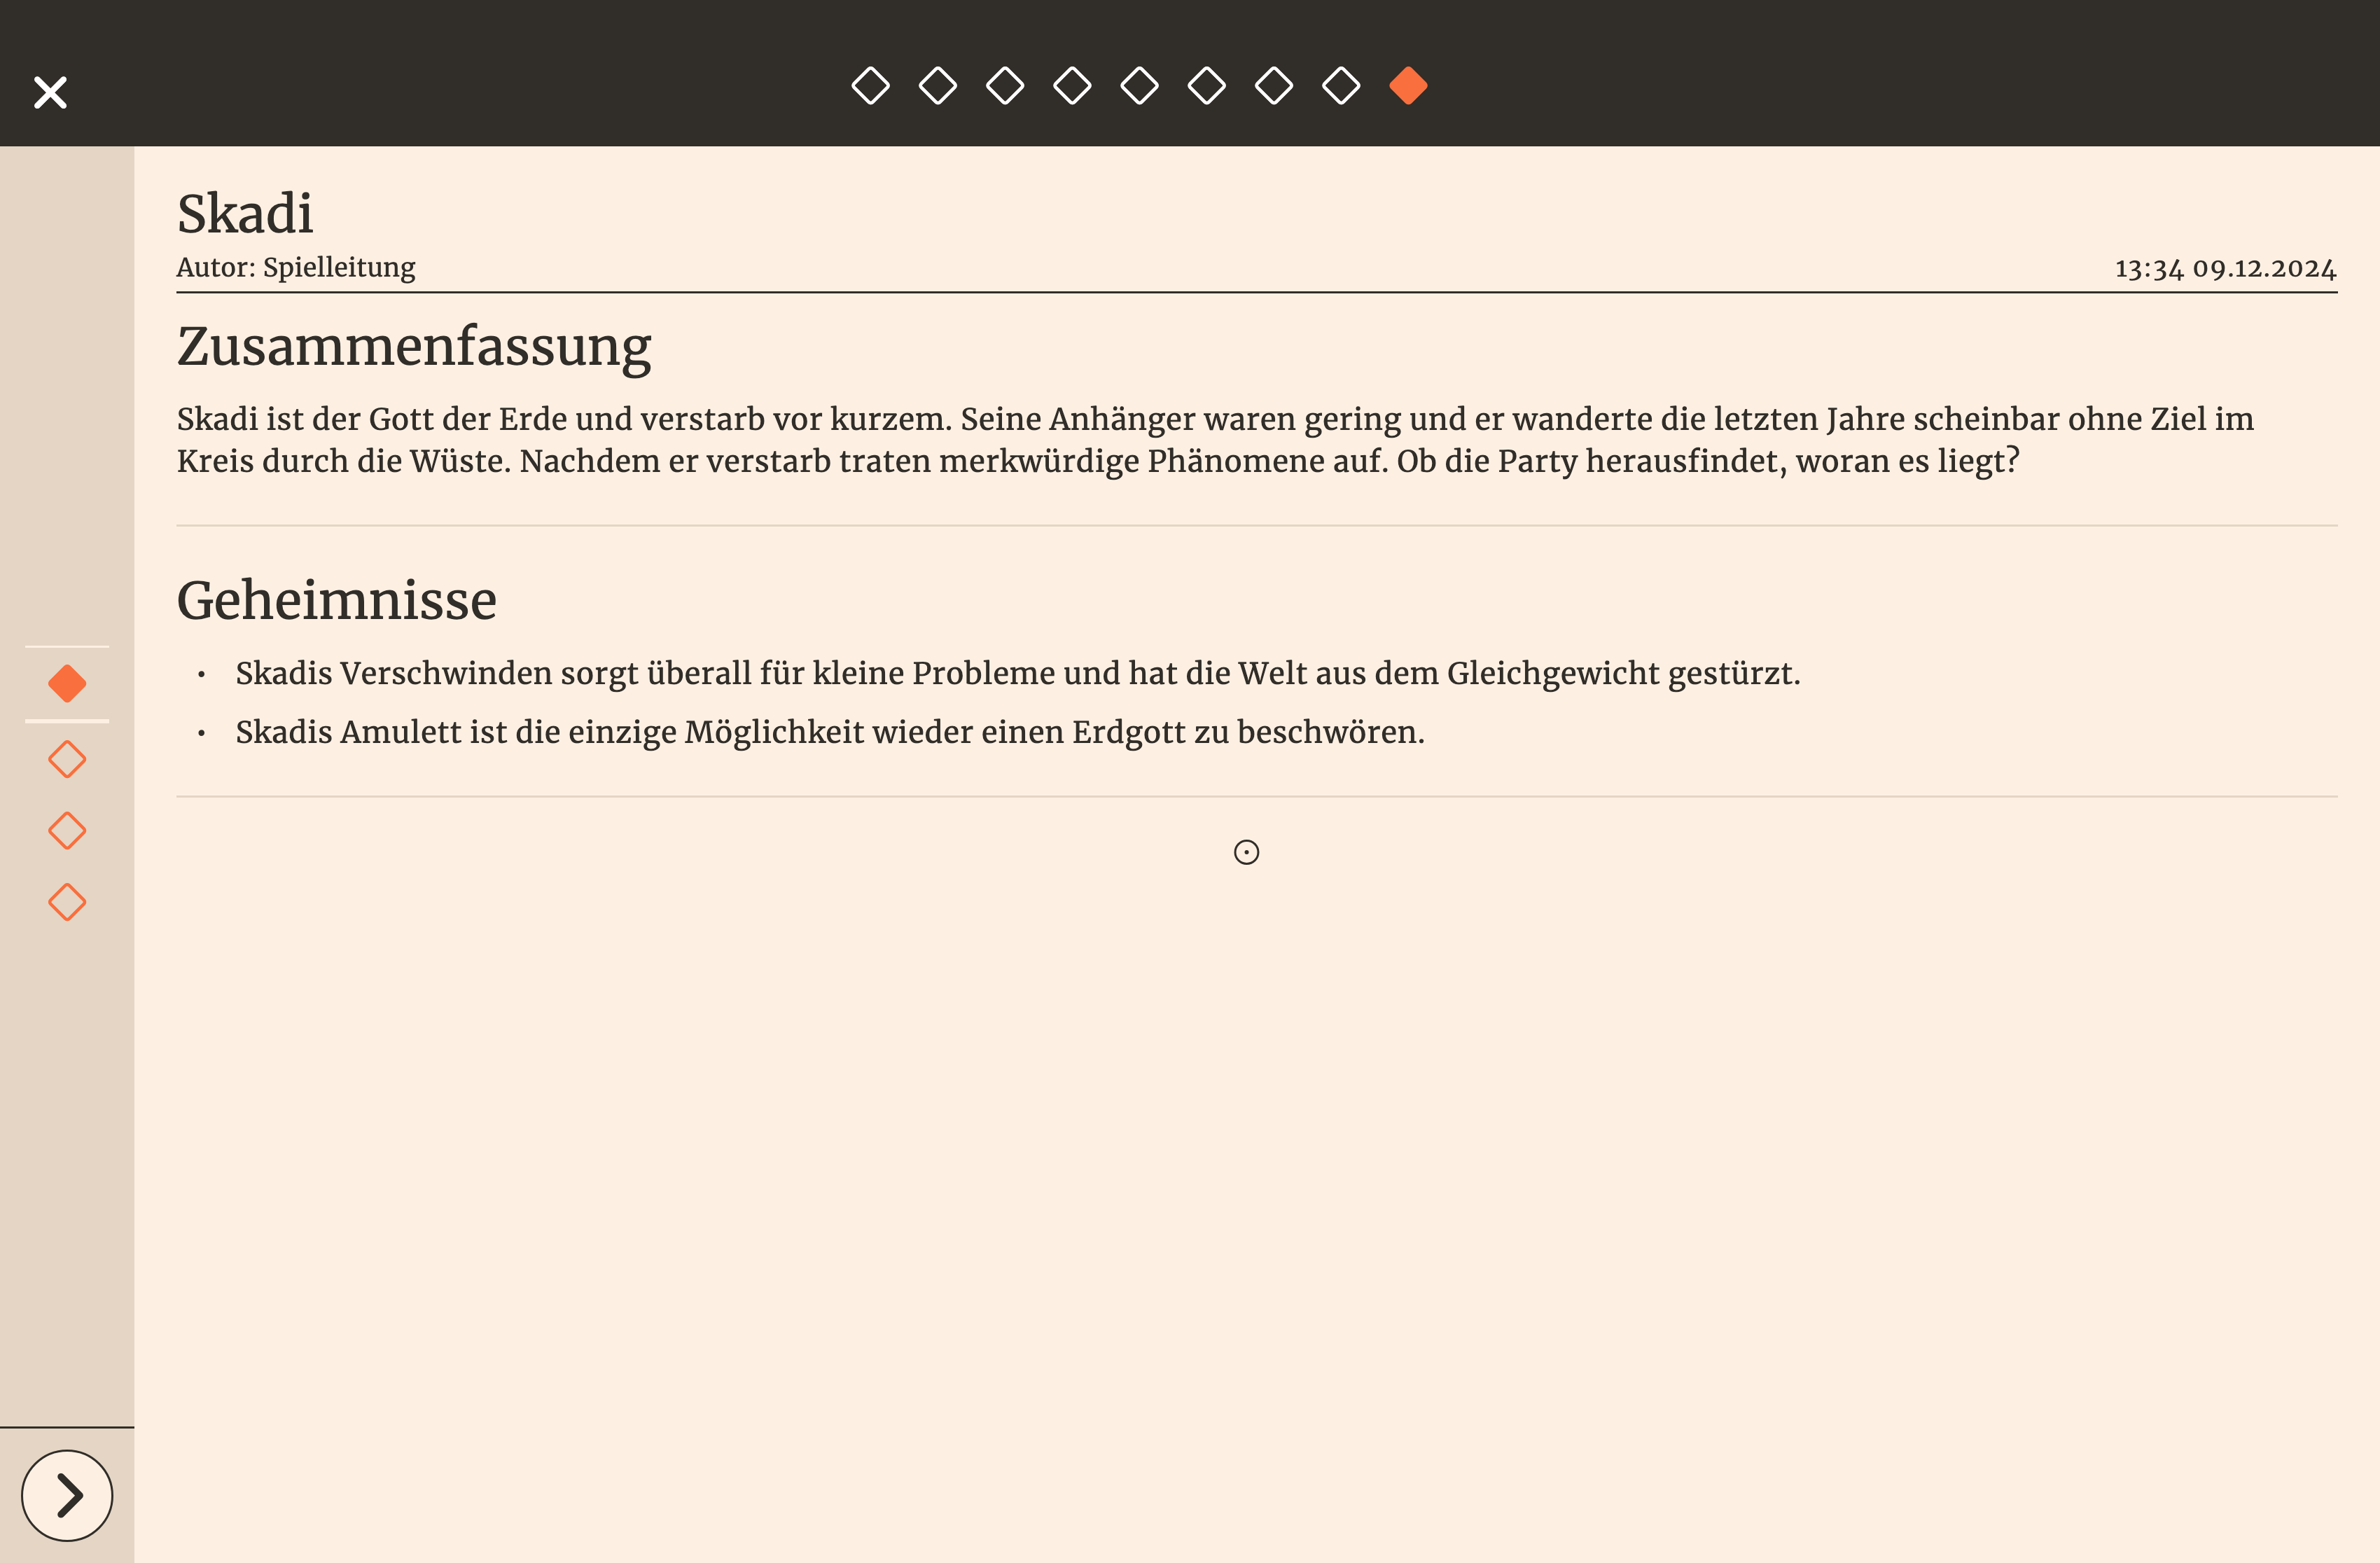 Skadi
Autor: Spielleitung
13:34 09.12.2024
Zusammenfassung
Skadi ist der Gott der Erde und verstarb vor kurzem. Seine Anhänger waren gering und er wanderte die letzten Jahre scheinbar ohne Ziel im
Kreis durch die Wüste. Nachdem er verstarb traten merkwürdige Phänomene auf. Ob die Party herausfindet, woran es liegt?
Geheimnisse
• Skadis Verschwinden sorgt überall für kleine Probleme und hat die Welt aus dem Gleichgewicht gestürzt.
• Skadis Amulett ist die einzige Möglichkeit wieder einen Erdgott zu beschwören.